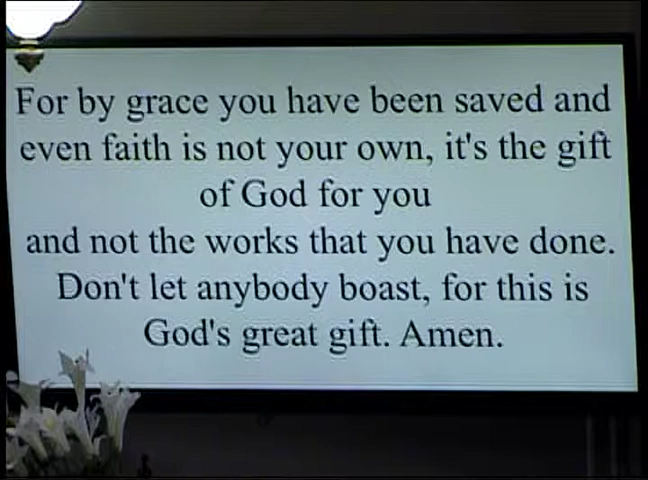 For by grace you have been saved and
even faith is not your own, it's the gift
of God for you
and not the works that you have done.
Don't let anybody boast, for this is
God's great gift. Amen.